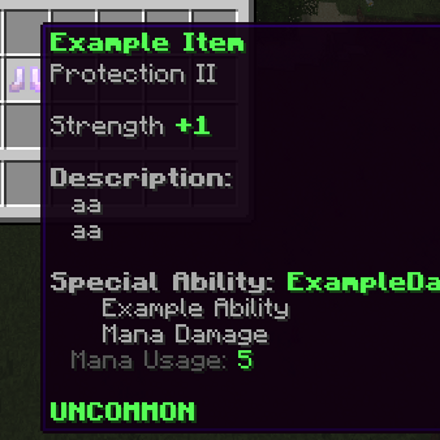 Example Item
Protection II
Strength +1
Description:
aa
aa
Special Ability: ExampleDa
Example Ability
Mana Damage
Mana Usage: 5
UNCOMMON